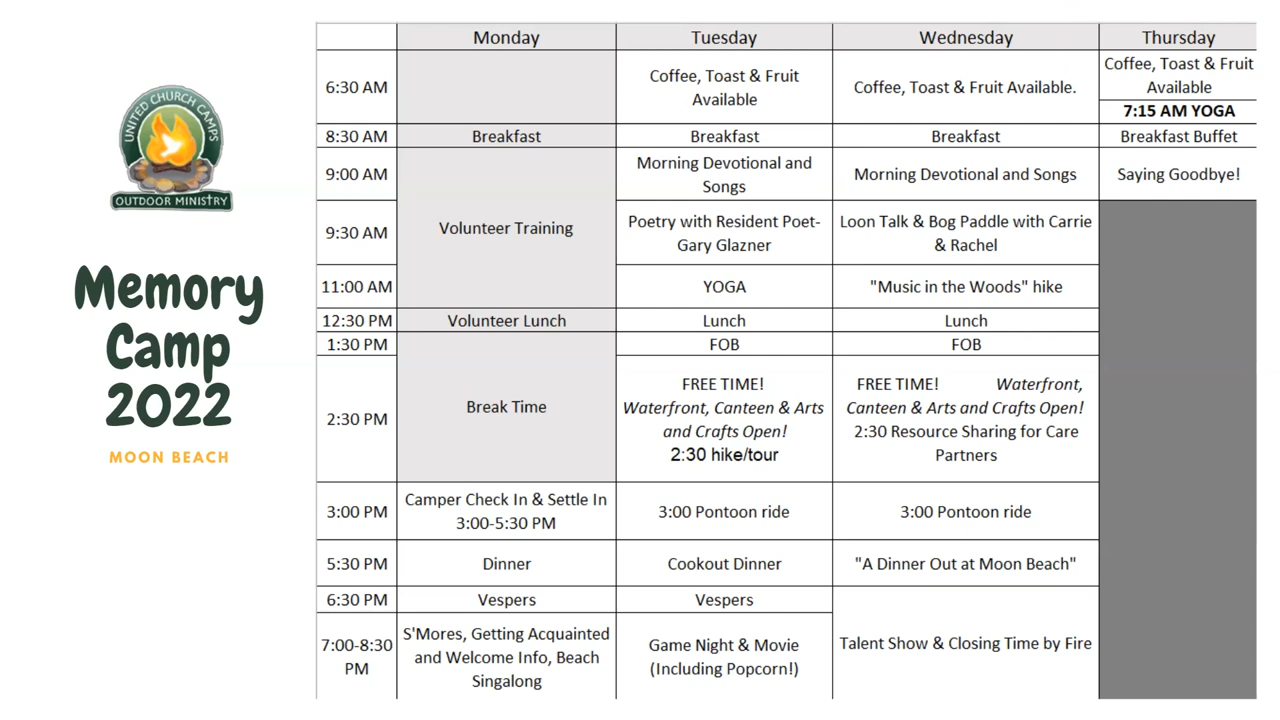 UNITED CHURCH CAMPS
OUTDOOR MINISTRY
Memory
Camp
2022
MOON BEACH
Monday Tuesday Wednesday Thursday
6:30 AM
Coffee, Toast & Fruit
Available
Coffee, Toast & Fruit Available.
Coffee, Toast & Fruit
Available
7:15 AM YOGA
8:30 AM Breakfast Breakfast Breakfast Breakfast Buffet
9:00 AM
Morning Devotional and
Songs
Morning Devotional and Songs
Saying Goodbye!
Volunteer Training
9:30 AM
Poetry with Resident Poet-
Gary Glazner
Loon Talk & Bog Paddle with Carrie
& Rachel
11:00 AM YOGA "Music in the Woods" hike
12:30 PM Volunteer Lunch Lunch Lunch
1:30 PM FOB FOB
Break Time
2:30 PM
FREE TIME!
Waterfront, Canteen & Arts
and Crafts Open!
2:30 hike/tour
FREE TIME! Waterfront,
Canteen & Arts and Crafts Open!
2:30 Resource Sharing for Care
Partners
3:00 PM
Camper Check In & Settle In
3:00-5:30 PM
3:00 Pontoon ride
3:00 Pontoon ride
5:30 PM Dinner Cookout Dinner "A Dinner Out at Moon Beach"
6:30 PM Vespers Vespers
7:00-8:30
PM
S'Mores, Getting Acquainted
and Welcome Info, Beach
Singalong
Game Night & Movie
(Including Popcorn!)
Talent Show & Closing Time by Fire